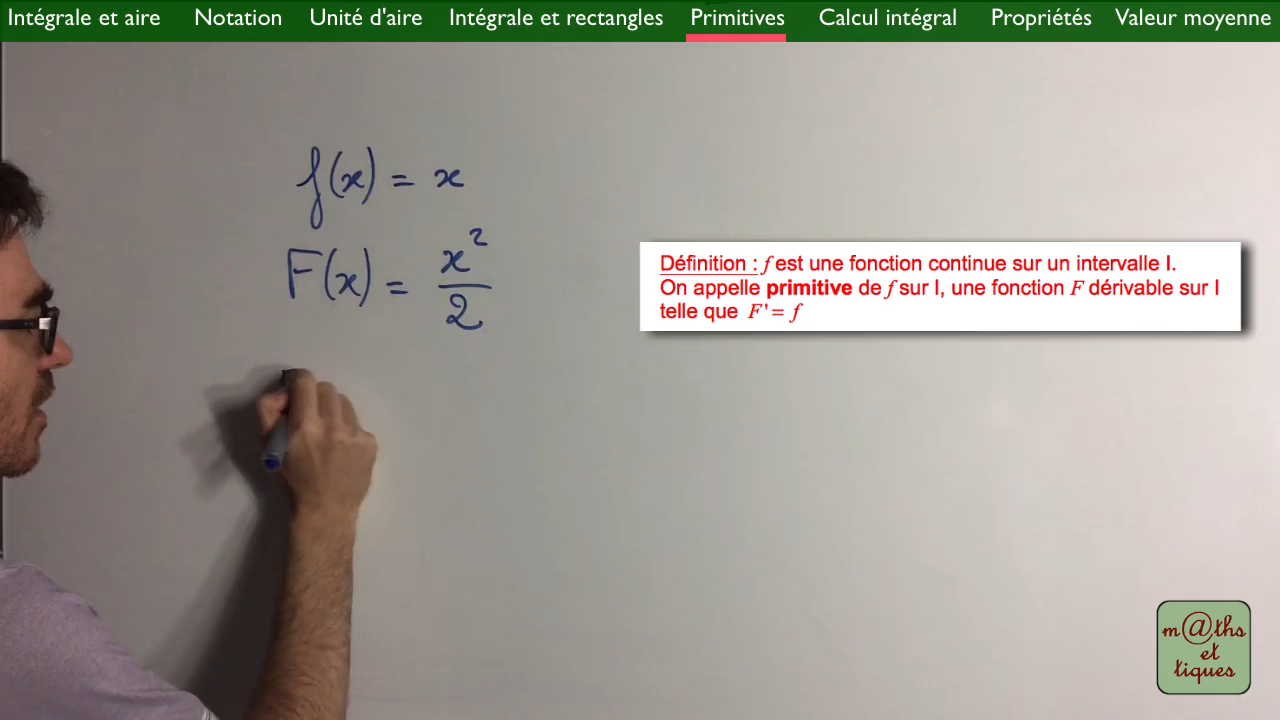 Intégrale et aire Notation Unité d'aire Intégrale et rectangles Primitives Calcul intégral Propriétés Valeur moyenne
f(x) = x
F(x) = x²/2
Définition : f est une fonction continue sur un intervalle I.
On appelle primitive de f sur I, une fonction F dérivable sur I
telle que F' = f
m@ths
et
tiques